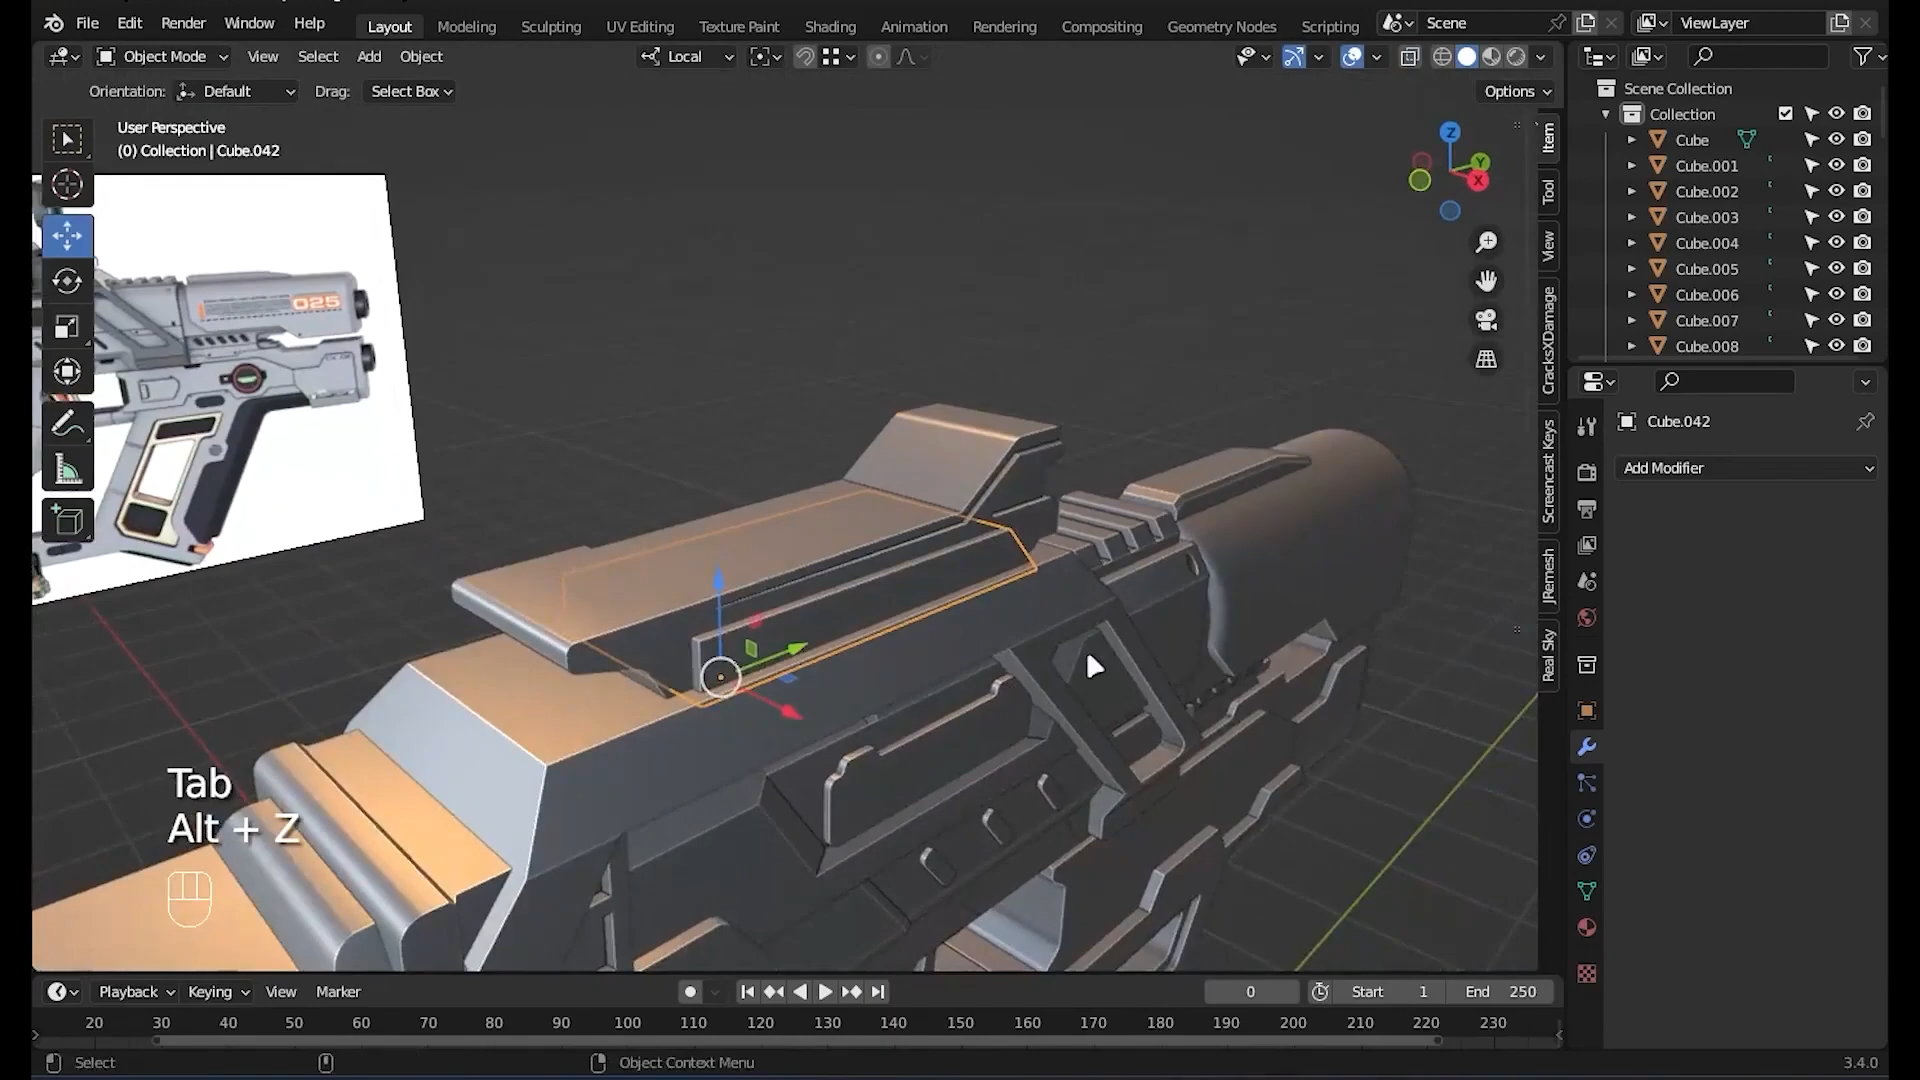 File Edit Render Window Help Layout Modeling Sculpting UV Editing Texture Paint Shading Animation Rendering Compositing Geometry Nodes Scripting Scene ViewLayer
Object Mode View Select Add Object Local
Orientation: Default Drag: Select Box Options
User Perspective
(0) Collection | Cube.042
Z
Y
X
025
Item
Tool
View
CracksXDamage
Screencast Keys
JRemesh
Real Sky
Scene Collection
Collection
Cube
Cube.001
Cube.002
Cube.003
Cube.004
Cube.005
Cube.006
Cube.007
Cube.008
Cube.042
Add Modifier
Tab
Alt + Z
Playback Keying View Marker 0 Start 1 End 250
20 30 40 50 60 70 80 90 100 110 120 130 140 150 160 170 180 190 200 210 220 230
Select Object Context Menu 3.4.0